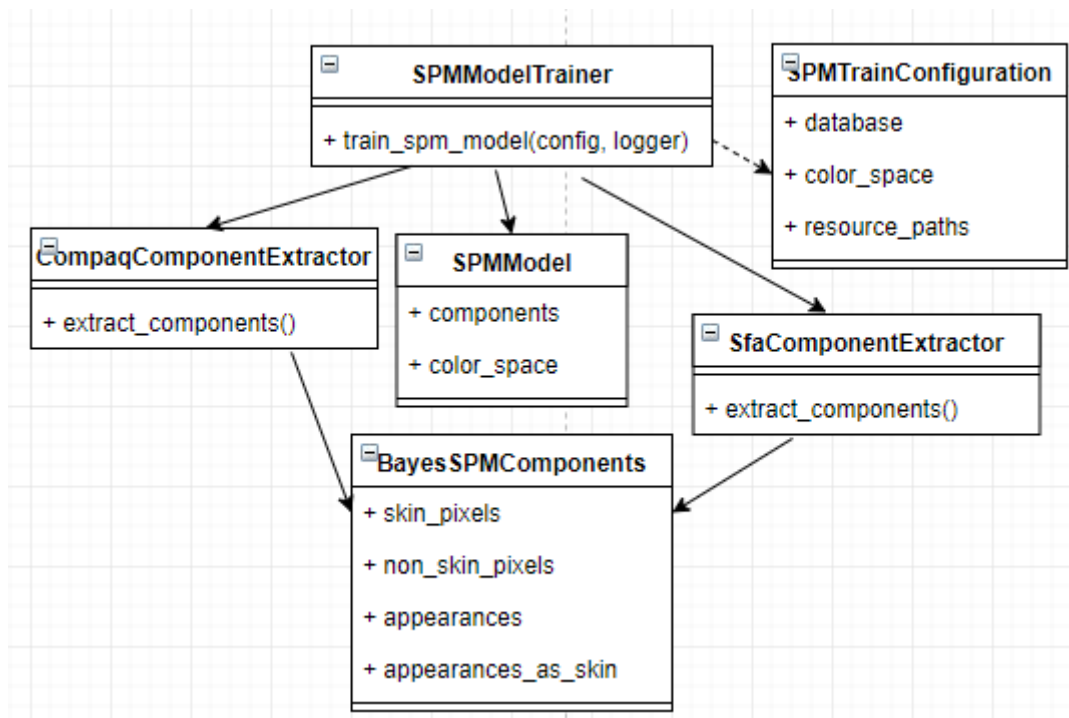 SPMModelTrainer
+ train_spm_model(config, logger)
SPMTrainConfiguration
+ database
+ color_space
+ resource_paths
CompaqComponentExtractor
+ extract_components()
SPMModel
+ components
+ color_space
SfaComponentExtractor
+ extract_components()
BayesSPMComponents
+ skin_pixels
+ non_skin_pixels
+ appearances
+ appearances_as_skin